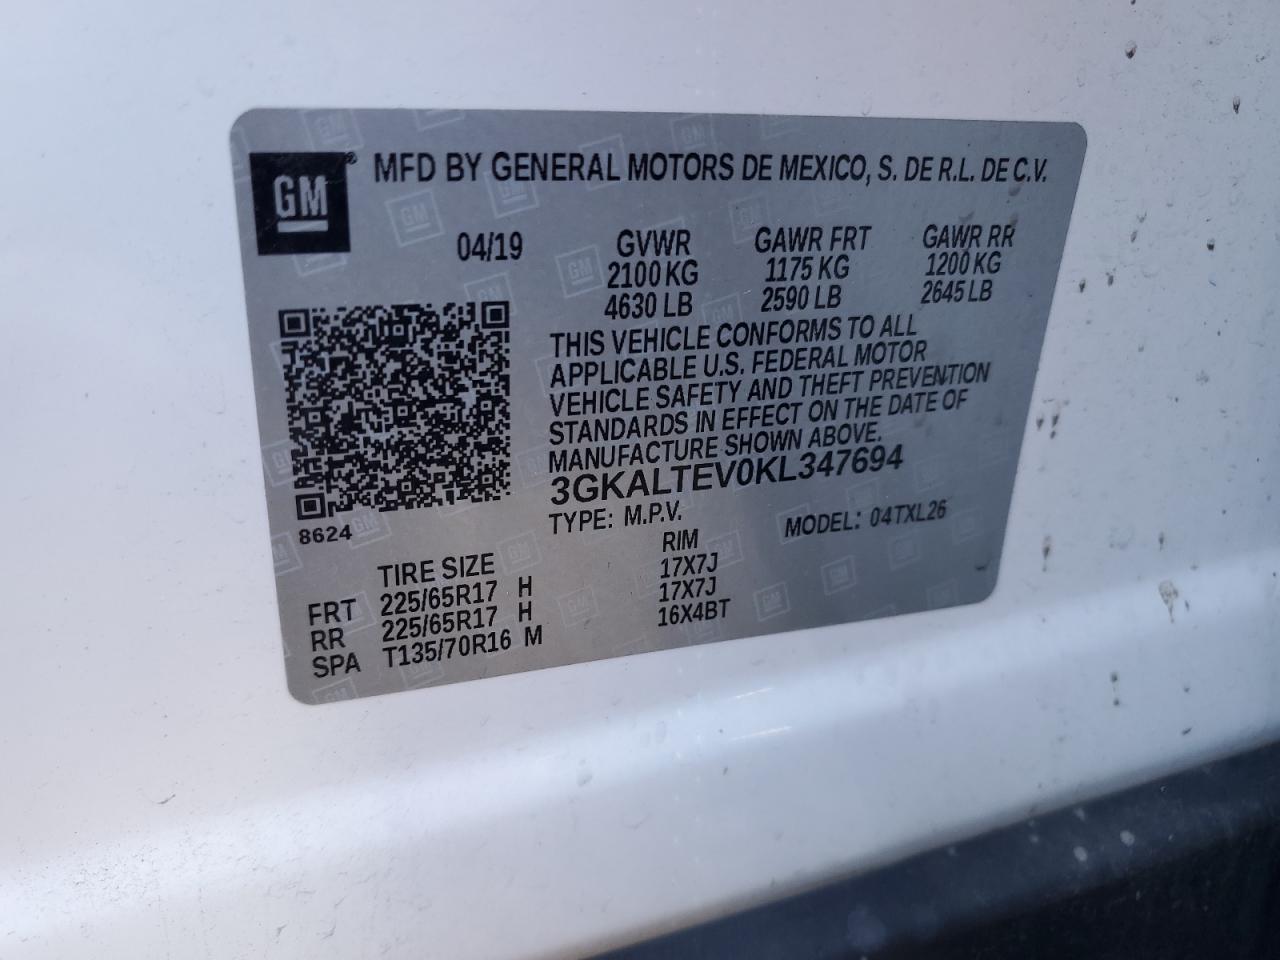 GM® MFD BY GENERAL MOTORS DE MEXICO, S. DE R.L. DE C.V.
04/19 GVWR GAWR FRT GAWR RR
2100 KG 1175 KG 1200 KG
4630 LB 2590 LB 2645 LB
THIS VEHICLE CONFORMS TO ALL
APPLICABLE U.S. FEDERAL MOTOR
VEHICLE SAFETY AND THEFT PREVENTION
STANDARDS IN EFFECT ON THE DATE OF
MANUFACTURE SHOWN ABOVE.
3GKALTEV0KL347694
8624
TYPE: M.P.V. MODEL: 04TXL26
TIRE SIZE RIM
FRT 225/65R17 H 17X7J
RR 225/65R17 H 17X7J
SPA T135/70R16 M 16X4BT